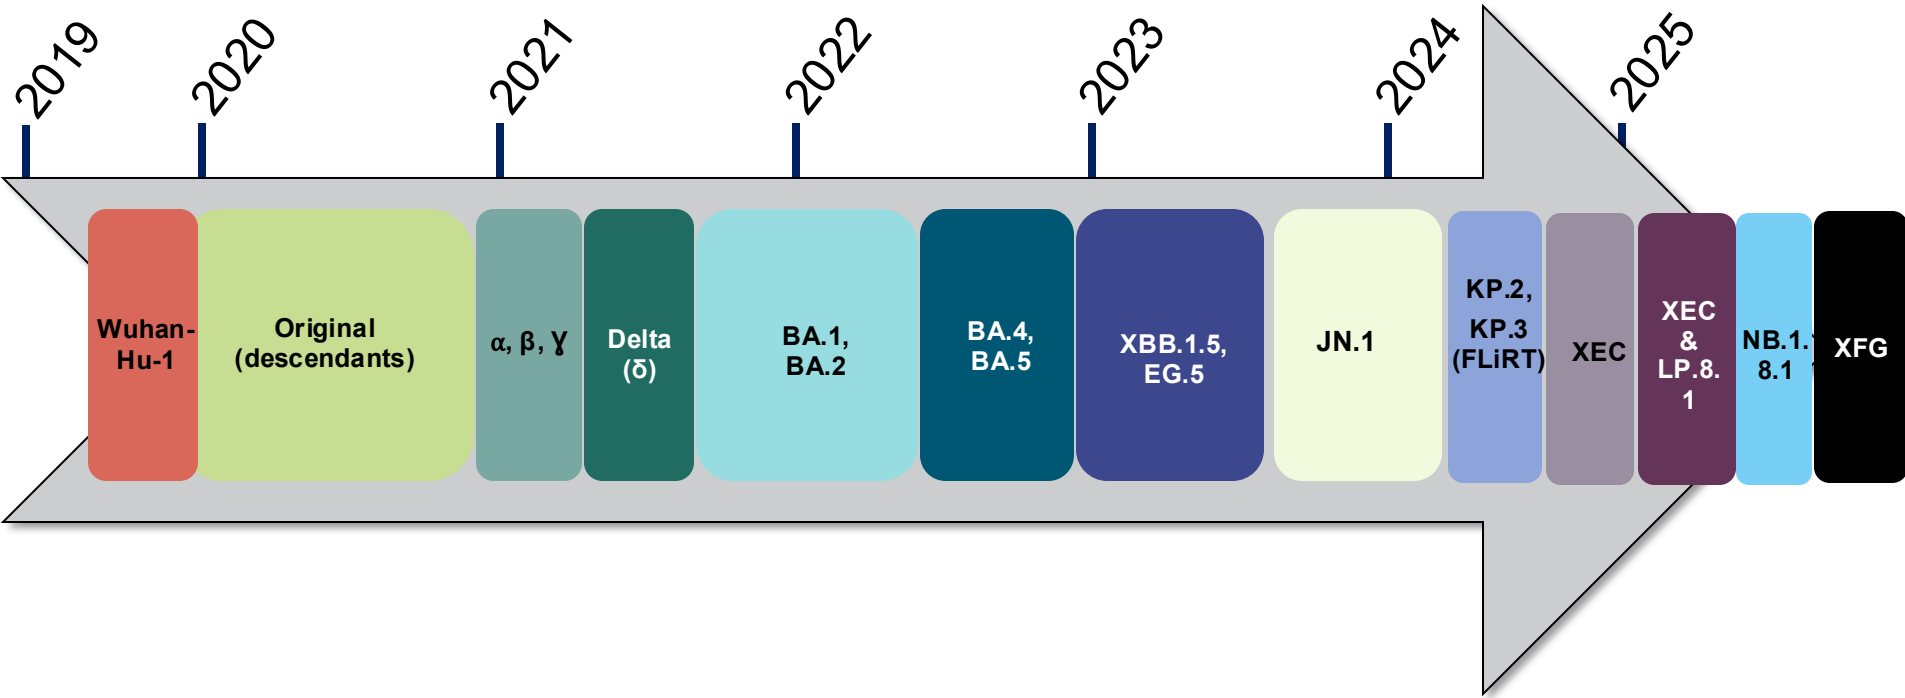 2019
2020
2021
2022
2023
2024
2025
Wuhan-
Hu-1
Original
(descendants)
α, β, Ɣ
Delta
(δ)
BA.1,
BA.2
BA.4,
BA.5
XBB.1.5,
EG.5
JN.1
KP.2,
KP.3
(FLiRT)
XEC
XEC
&
LP.8.
1
NB.1.
8.1
XFG